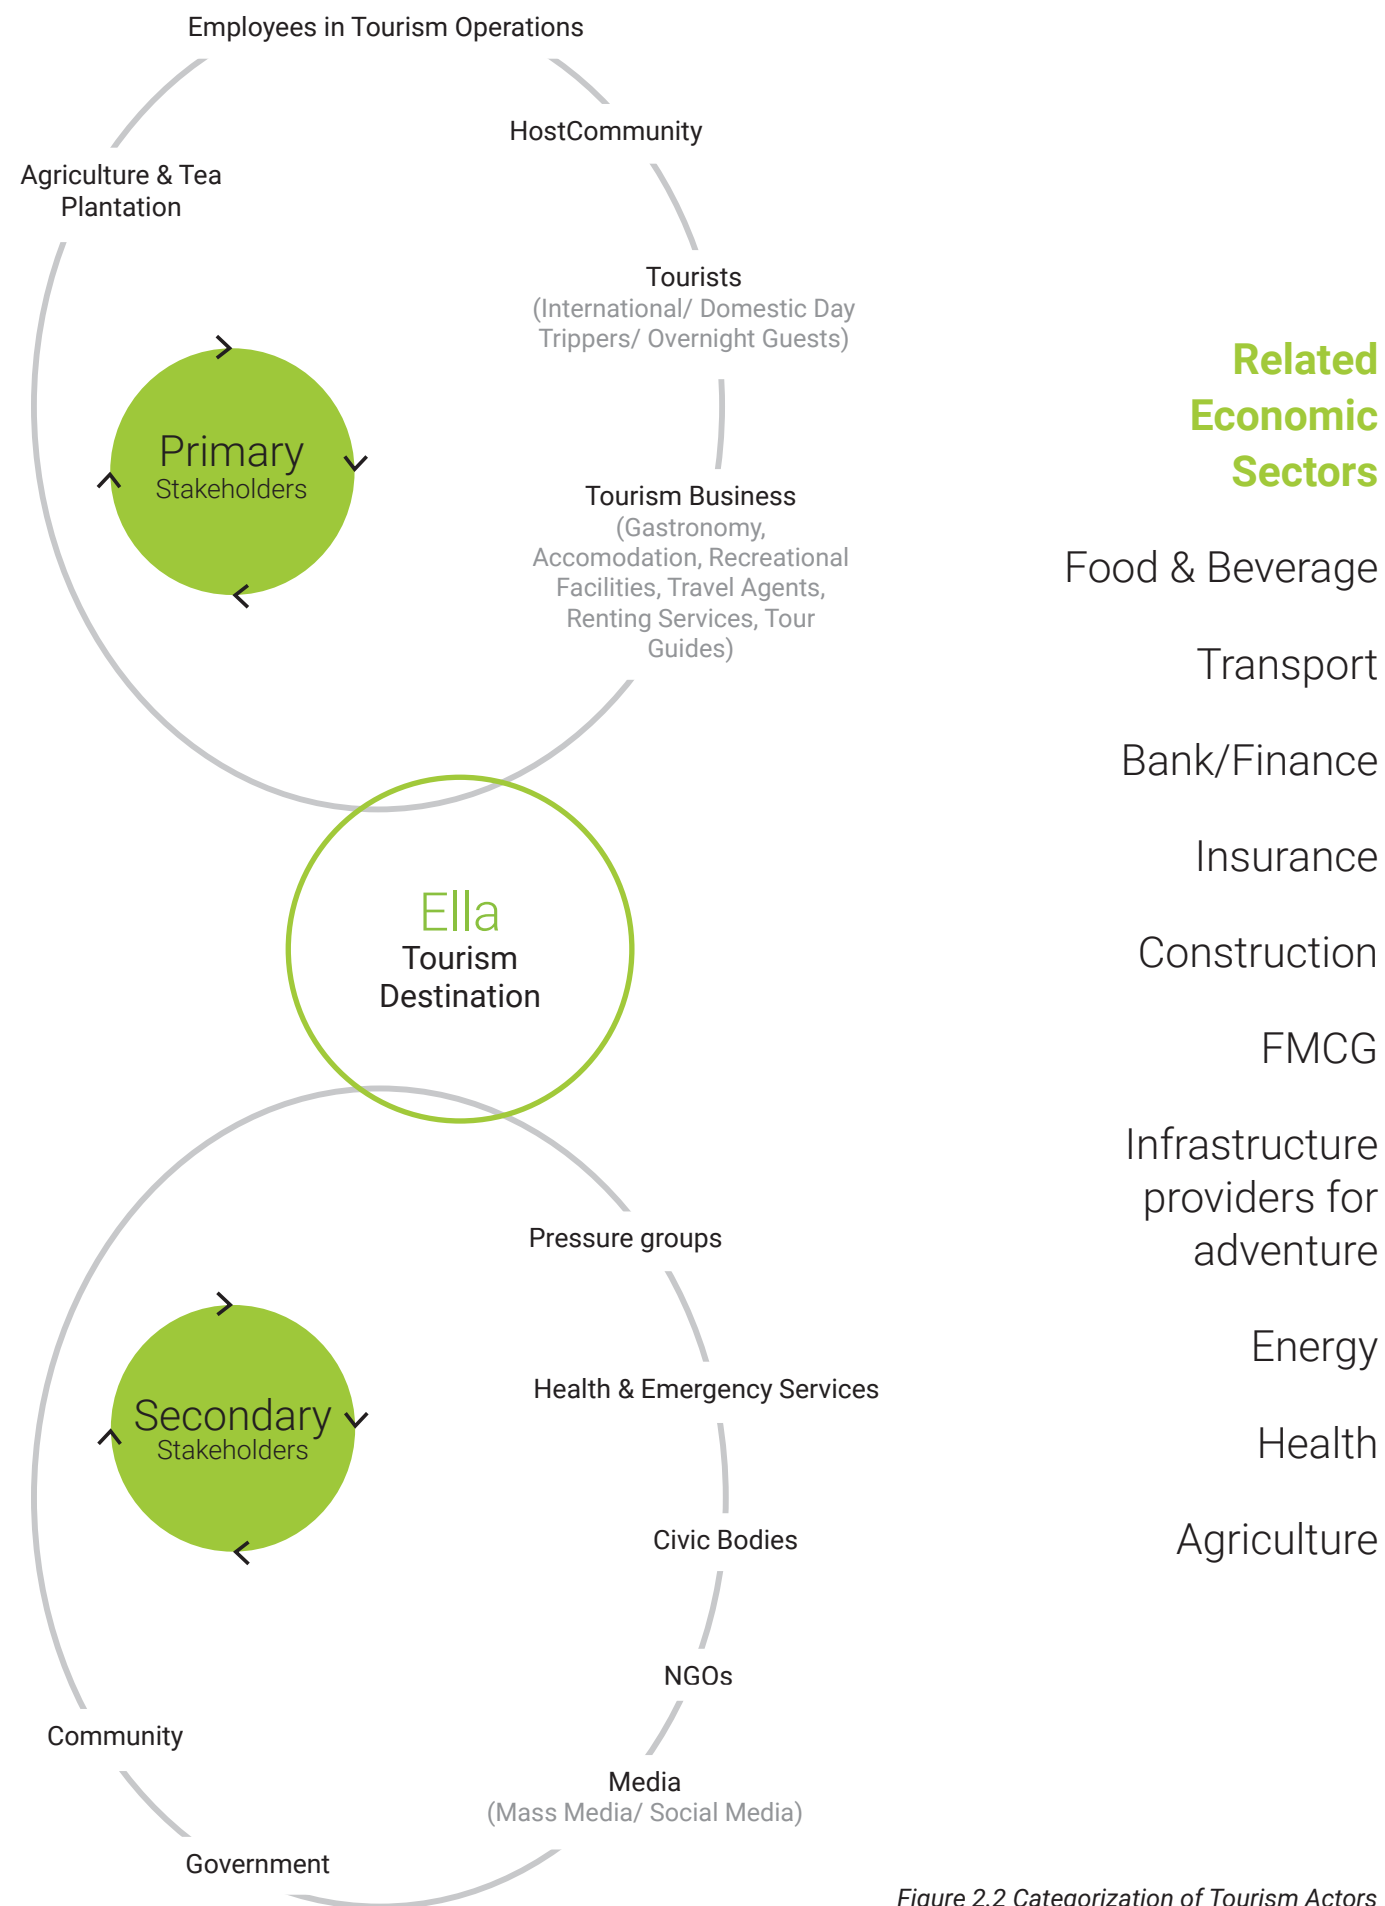 Employees in Tourism Operations
HostCommunity
Agriculture & Tea
Plantation
Tourists
(International/ Domestic Day
Trippers/ Overnight Guests)
Primary
Stakeholders
Tourism Business
(Gastronomy,
Accomodation, Recreational
Facilities, Travel Agents,
Renting Services, Tour
Guides)
Ella
Tourism
Destination
Pressure groups
Health & Emergency Services
Secondary
Stakeholders
Civic Bodies
NGOs
Community
Media
(Mass Media/ Social Media)
Government
Related
Economic
Sectors
Food & Beverage
Transport
Bank/Finance
Insurance
Construction
FMCG
Infrastructure
providers for
adventure
Energy
Health
Agriculture
Figure 2.2 Categorization of Tourism Actors